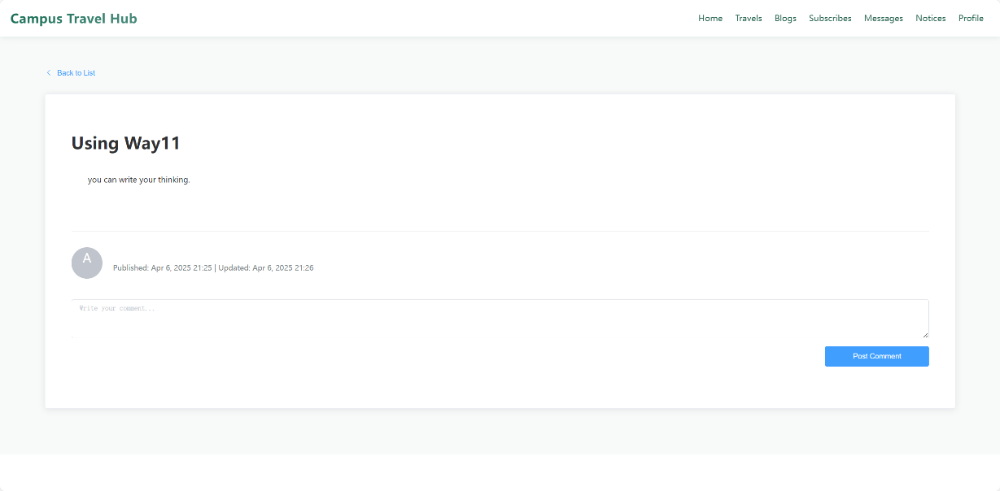 Campus Travel Hub
Home Travels Blogs Subscribes Messages Notices Profile
Back to List
Using Way11
you can write your thinking.
A
Published: Apr 6, 2025 21:25 | Updated: Apr 6, 2025 21:26
Write your comment...
Post Comment